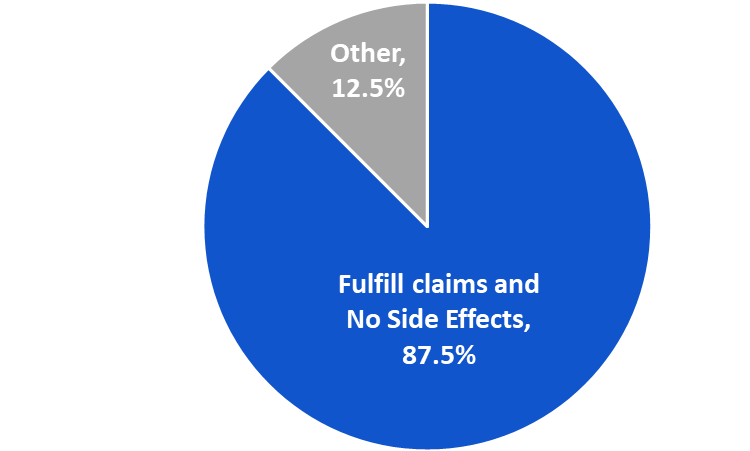 Other,
12.5%
Fulfill claims and
No Side Effects,
87.5%